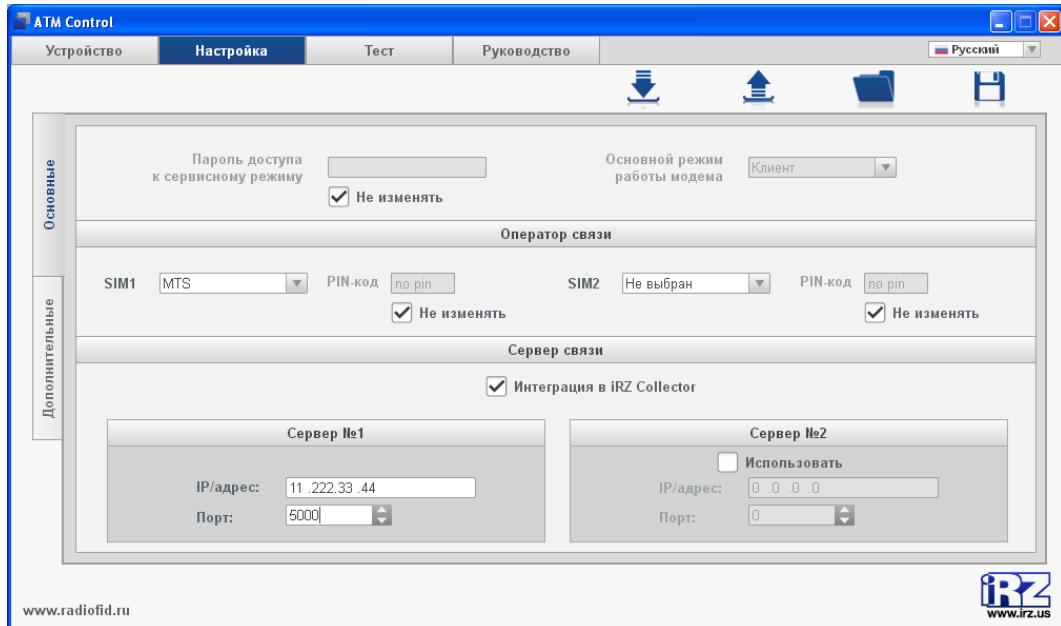 ATM Control
Устройство Настройка Тест Руководство Русский
Основные
Дополнительные
Пароль доступа
к сервисному режиму
Не изменять
Основной режим
работы модема
Клиент
Оператор связи
SIM1 MTS PIN-код no pin
Не изменять
SIM2 Не выбран PIN-код no pin
Не изменять
Сервер связи
Интеграция в iRZ Collector
Сервер №1
IP/адрес: 11 .222.33 .44
Порт: 5000
Сервер №2
Использовать
IP/адрес: 0 .0 .0 .0
Порт: 0
www.radiofid.ru
iRZ
www.irz.us